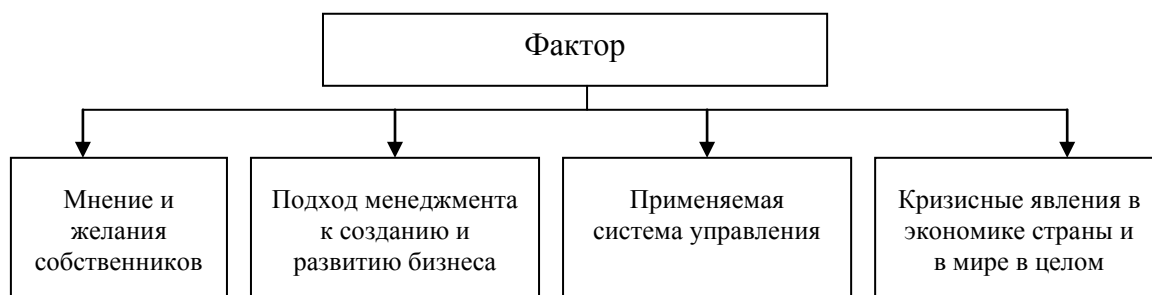 Фактор
Мнение и
желания
собственников
Подход менеджмента
к созданию и
развитию бизнеса
Применяемая
система управления
Кризисные явления в
экономике страны и
в мире в целом